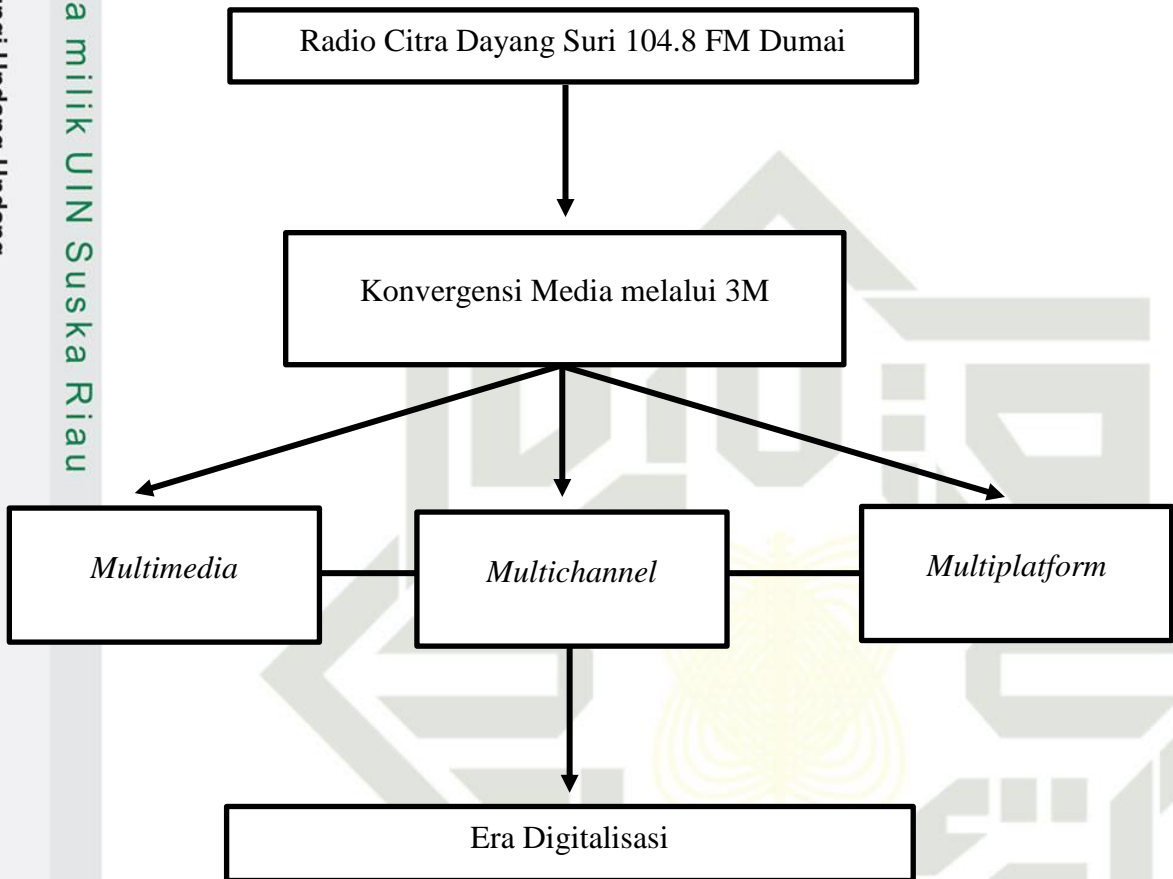 a milik UIN Suska Riau
Radio Citra Dayang Suri 104.8 FM Dumai
Konvergensi Media melalui 3M
Multimedia
Multichannel
Multiplatform
Era Digitalisasi